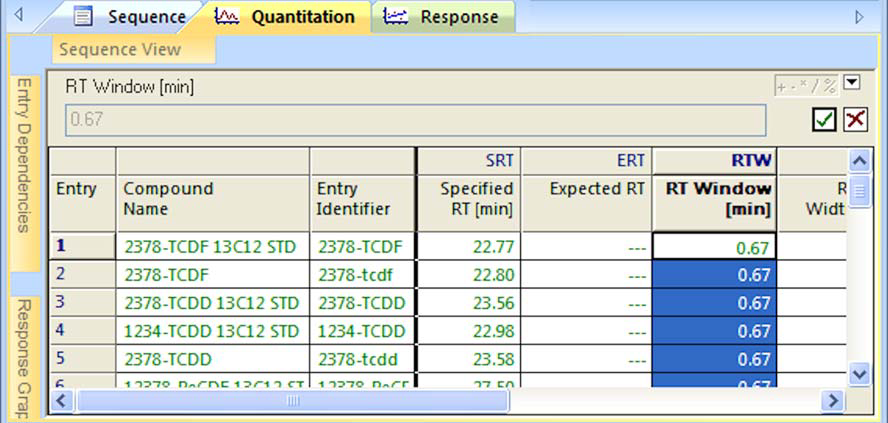 Sequence Quantitation Response
Sequence View
Entry Dependencies
RT Window [min]
+ - * / %
0.67
SRT ERT RTW
Entry Compound Name Entry Identifier Specified RT [min] Expected RT RT Window [min] R Widt
1 2378-TCDF 13C12 STD 2378-TCDF 22.77 --- 0.67
2 2378-TCDF 2378-tcdf 22.80 --- 0.67
3 2378-TCDD 13C12 STD 2378-TCDD 23.56 --- 0.67
4 1234-TCDD 13C12 STD 1234-TCDD 22.98 --- 0.67
5 2378-TCDD 2378-tcdd 23.58 --- 0.67
6 12378-PeCDF 13C12 ST 12378-PeCF 27.50 --- 0.67
Response Grap